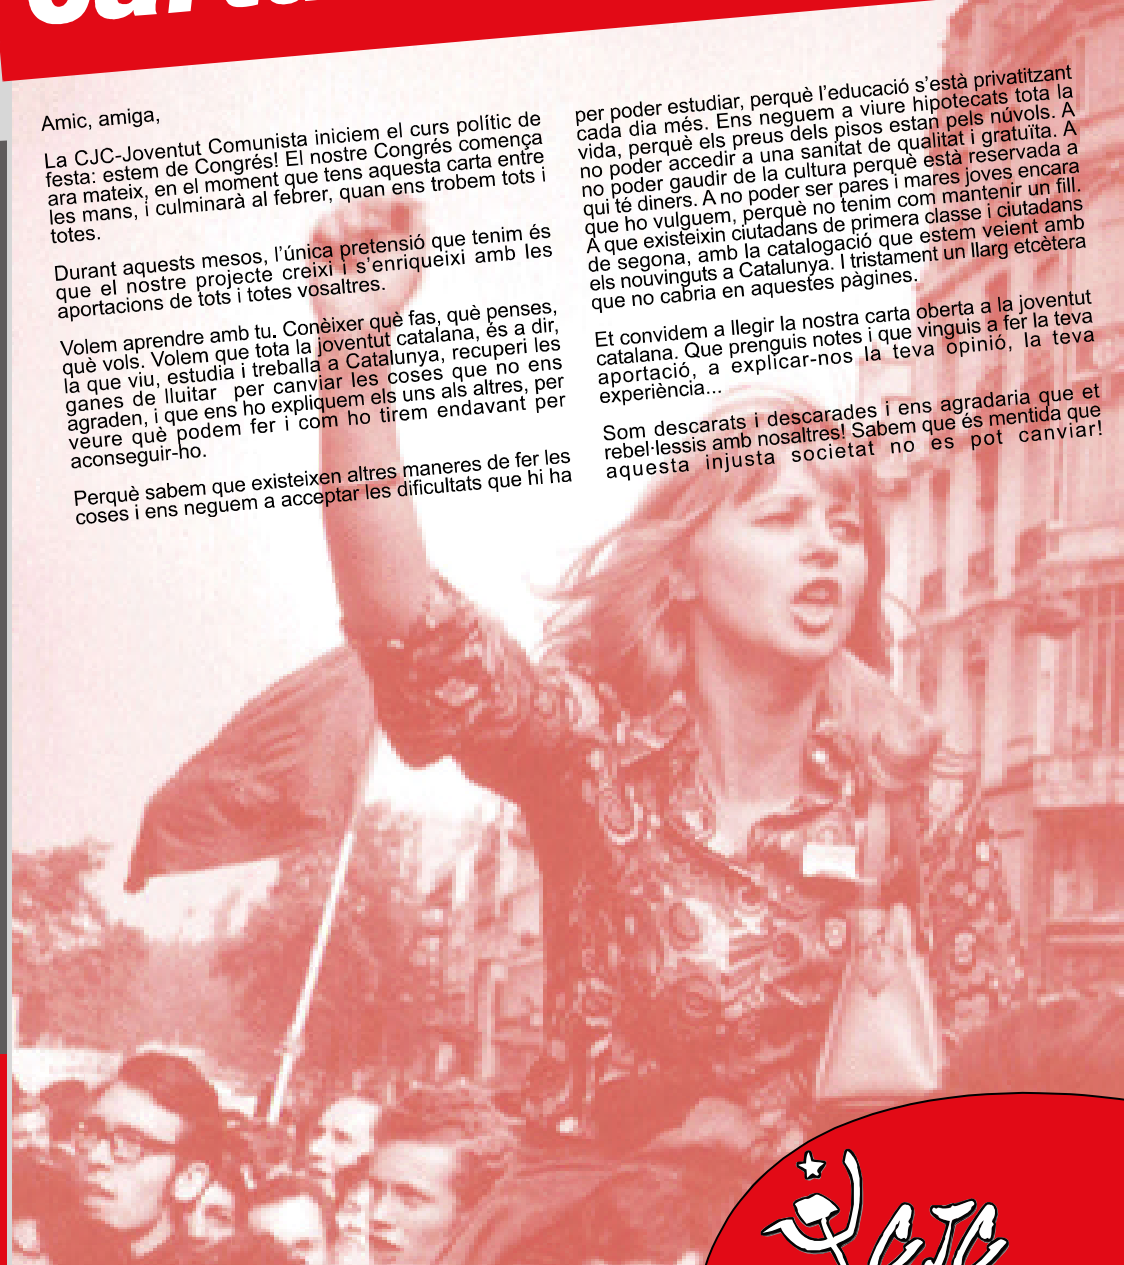 Amic, amiga,
La CJC-Joventut Comunista iniciem el curs polític de
festa: estem de Congrés! El nostre Congrés comença
ara mateix, en el moment que tens aquesta carta entre
les mans, i culminarà al febrer, quan ens trobem tots i
totes.
Durant aquests mesos, l’única pretensió que tenim és
que el nostre projecte creixi i s’enriqueixi amb les
aportacions de tots i totes vosaltres.
Volem aprendre amb tu. Conèixer què fas, què penses,
què vols. Volem que tota la joventut catalana, és a dir,
la que viu, estudia i treballa a Catalunya, recuperi les
ganes de lluitar per canviar les coses que no ens
agraden, i que ens ho expliquem els uns als altres, per
veure què podem fer i com ho tirem endavant per
aconseguir-ho.
Perquè sabem que existeixen altres maneres de fer les
coses i ens neguem a acceptar les dificultats que hi ha
per poder estudiar, perquè l’educació s’està privatitzant
cada dia més. Ens neguem a viure hipotecats tota la
vida, perquè els preus dels pisos estan pels núvols. A
no poder accedir a una sanitat de qualitat i gratuïta. A
no poder gaudir de la cultura perquè està reservada a
qui té diners. A no poder ser pares i mares joves encara
que ho vulguem, perquè no tenim com mantenir un fill.
A que existeixin ciutadans de primera classe i ciutadans
de segona, amb la catalogació que estem veient amb
els nouvinguts a Catalunya. I tristament un llarg etcètera
que no cabria en aquestes pàgines.
Et convidem a llegir la nostra carta oberta a la joventut
catalana. Que prenguis notes i que vinguis a fer la teva
aportació, a explicar-nos la teva opinió, la teva
experiència...
Som descarats i descarades i ens agradaria que et
rebel·lessis amb nosaltres! Sabem que és mentida que
aquesta injusta societat no es pot canviar!
CJC